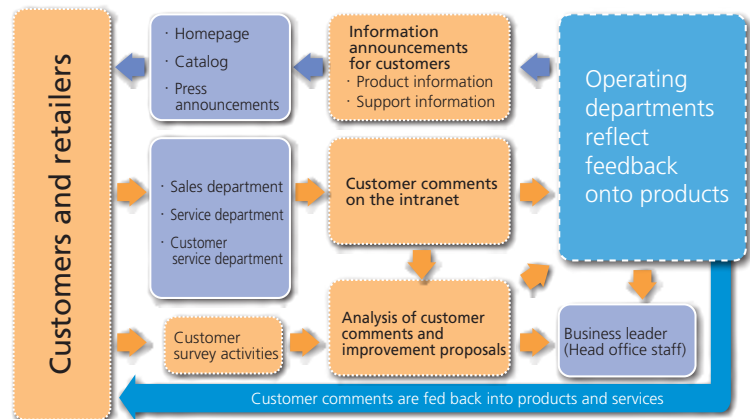 Customers and retailers
· Homepage
· Catalog
· Press
announcements
Information
announcements
for customers
· Product information
· Support information
Operating
departments
reflect
feedback
onto products
· Sales department
· Service department
· Customer
service department
Customer comments
on the intranet
Customer
survey activities
Analysis of customer
comments and
improvement proposals
Business leader
(Head office staff)
Customer comments are fed back into products and services